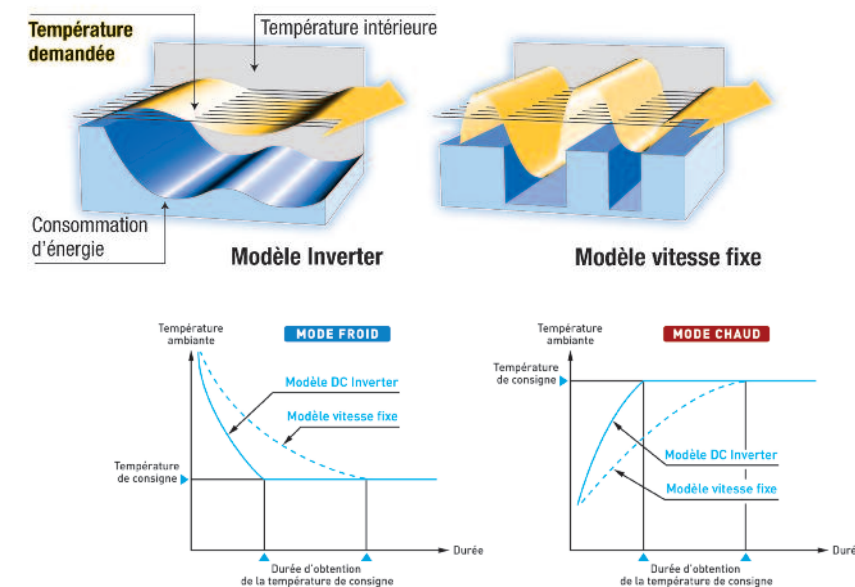 Température
demandée
Température intérieure
Consommation
d'énergie
Modèle Inverter
Modèle vitesse fixe
Température
ambiante
MODE FROID
Modèle DC Inverter
Modèle vitesse fixe
Température
de consigne
Durée
Durée d'obtention
de la température de consigne
Température
ambiante
MODE CHAUD
Température
de consigne
Modèle DC Inverter
Modèle vitesse fixe
Durée
Durée d'obtention
de la température de consigne